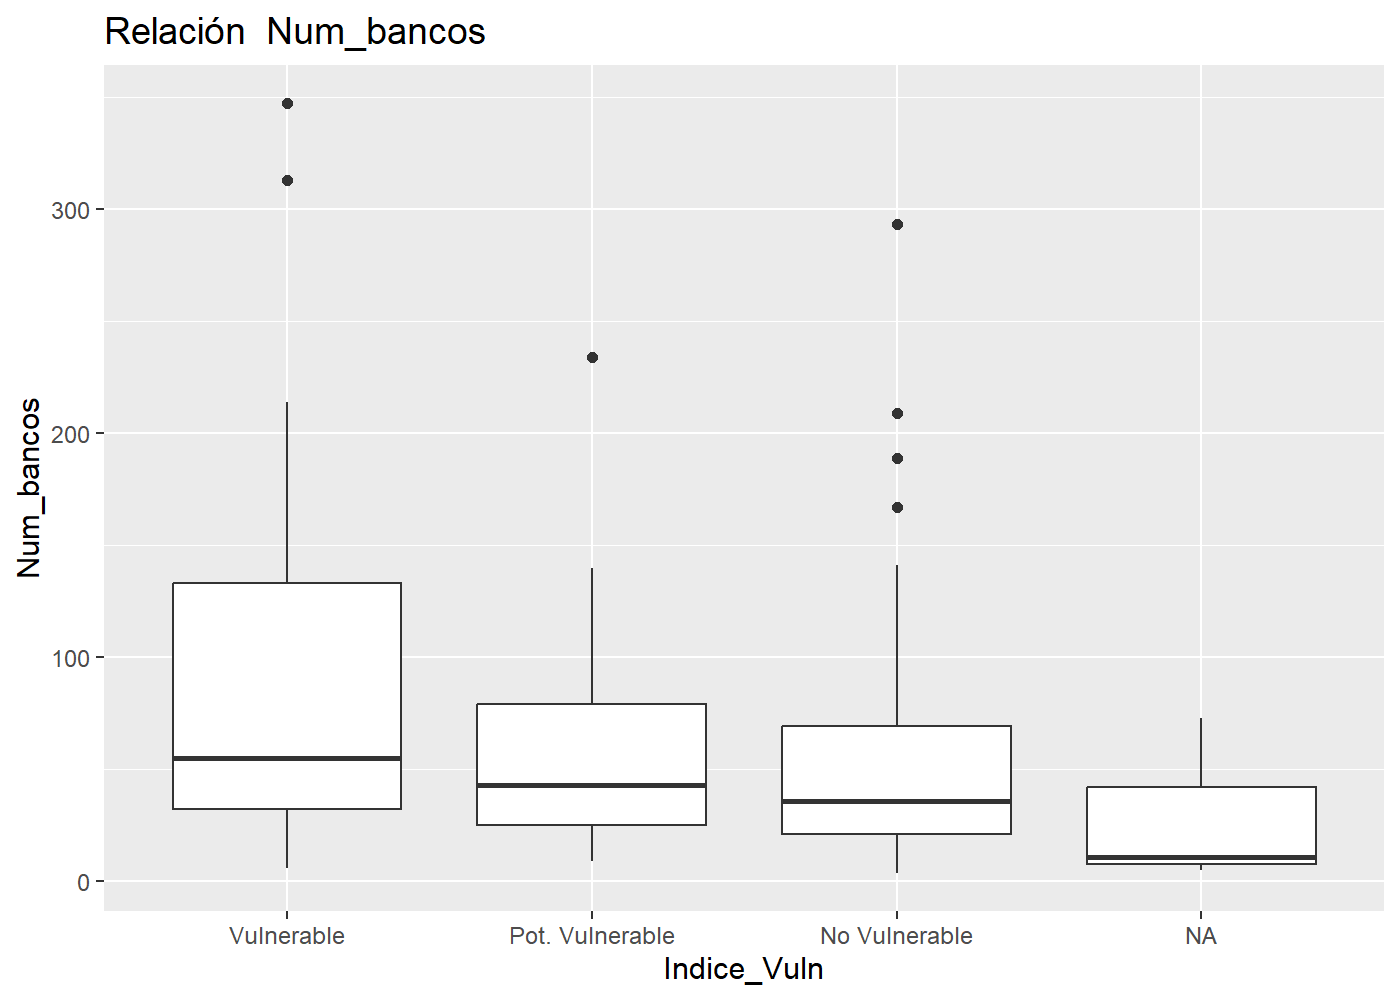 Relación  Num_bancos
Num_bancos
300
200
100
0
Vulnerable
Pot. Vulnerable
No Vulnerable
NA
Indice_Vuln